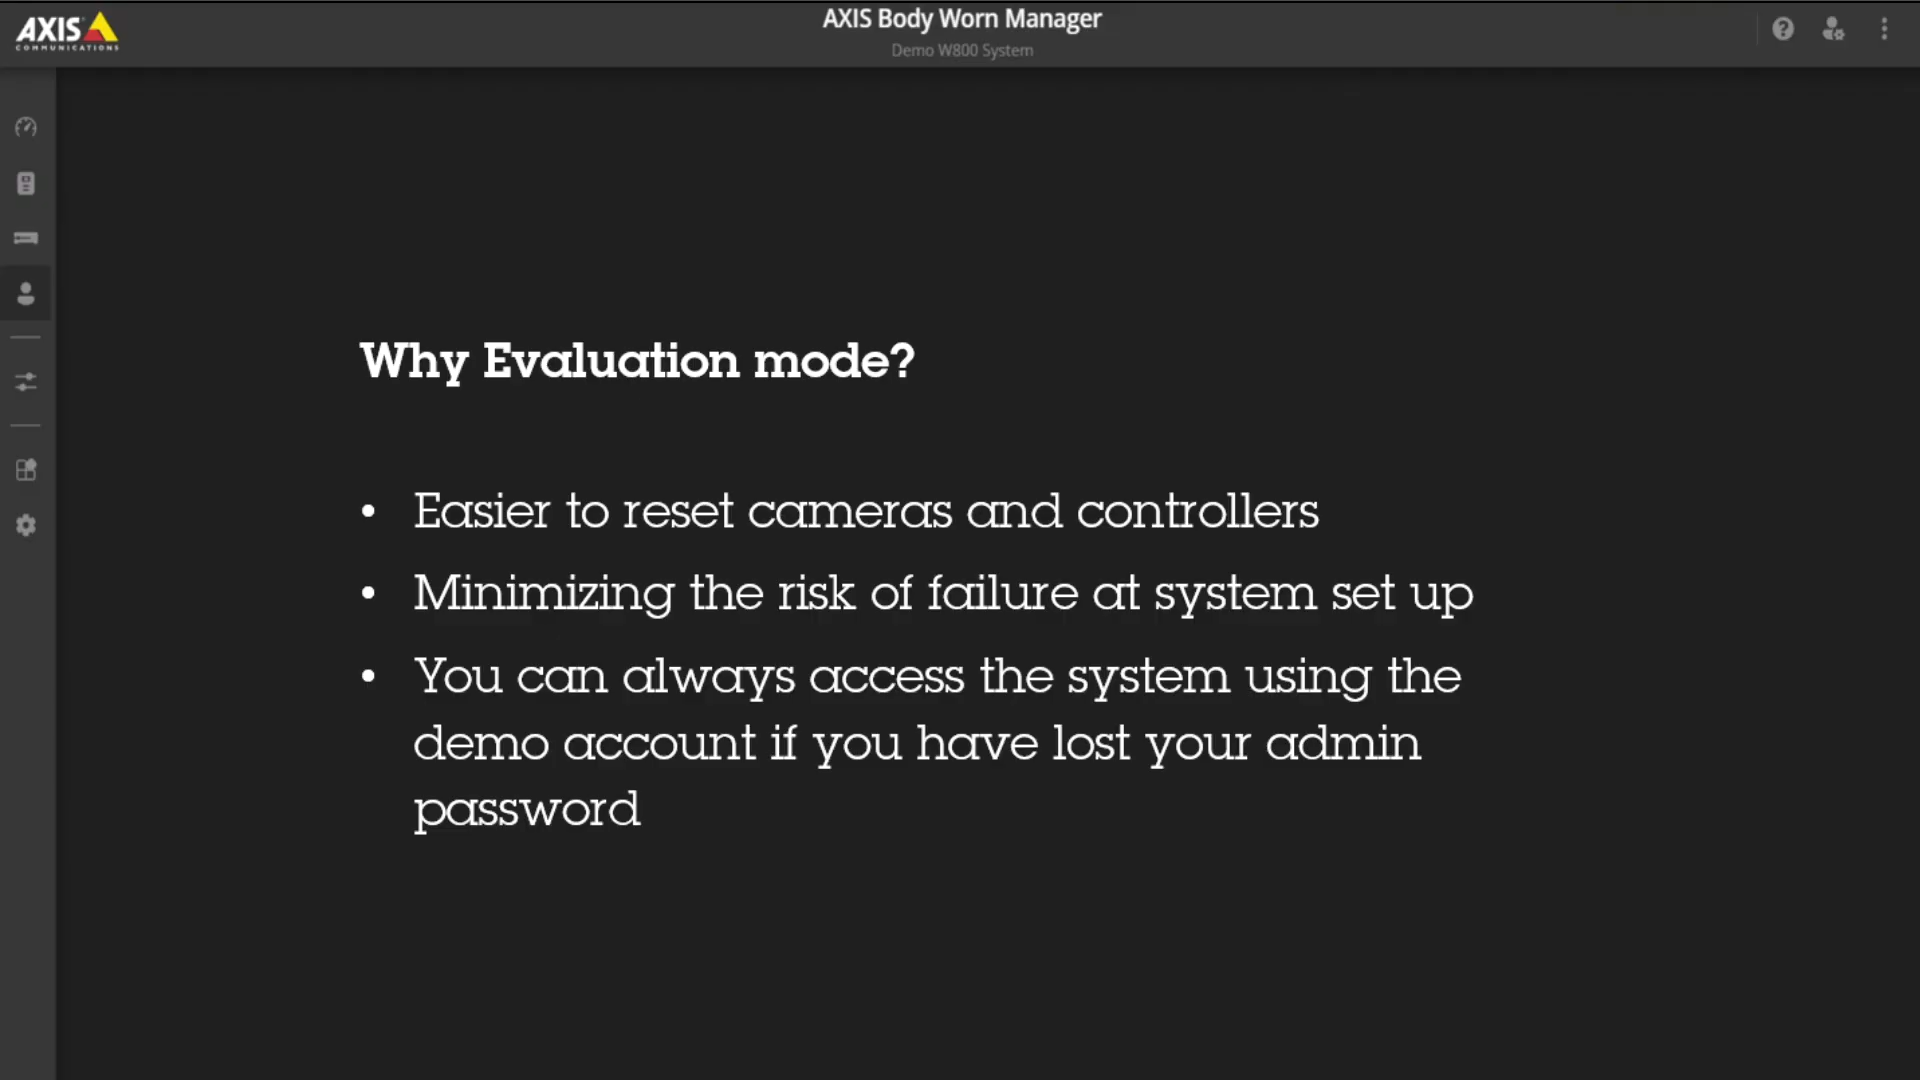 AXIS
COMMUNICATIONS
AXIS Body Worn Manager
Demo W800 System
Why Evaluation mode?
• Easier to reset cameras and controllers
• Minimizing the risk of failure at system set up
• You can always access the system using the
demo account if you have lost your admin
password